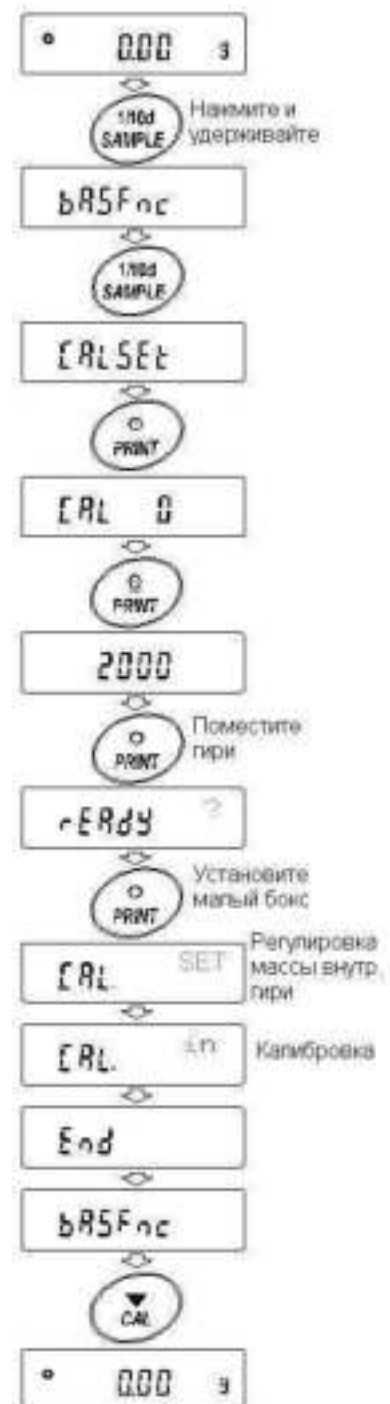 0.00 g
1/10d
SAMPLE
Нажмите и
удерживайте
bASFnc
1/10d
SAMPLE
CALSEt
PRINT
CAL 0
PRINT
2000
PRINT
Поместите
гири
rEAdy ?
PRINT
Установите
малый бокс
CAL. SET
Регулировка
массы внутр.
гири
CAL. in
Калибровка
End
bASFnc
CAL
0.00 g